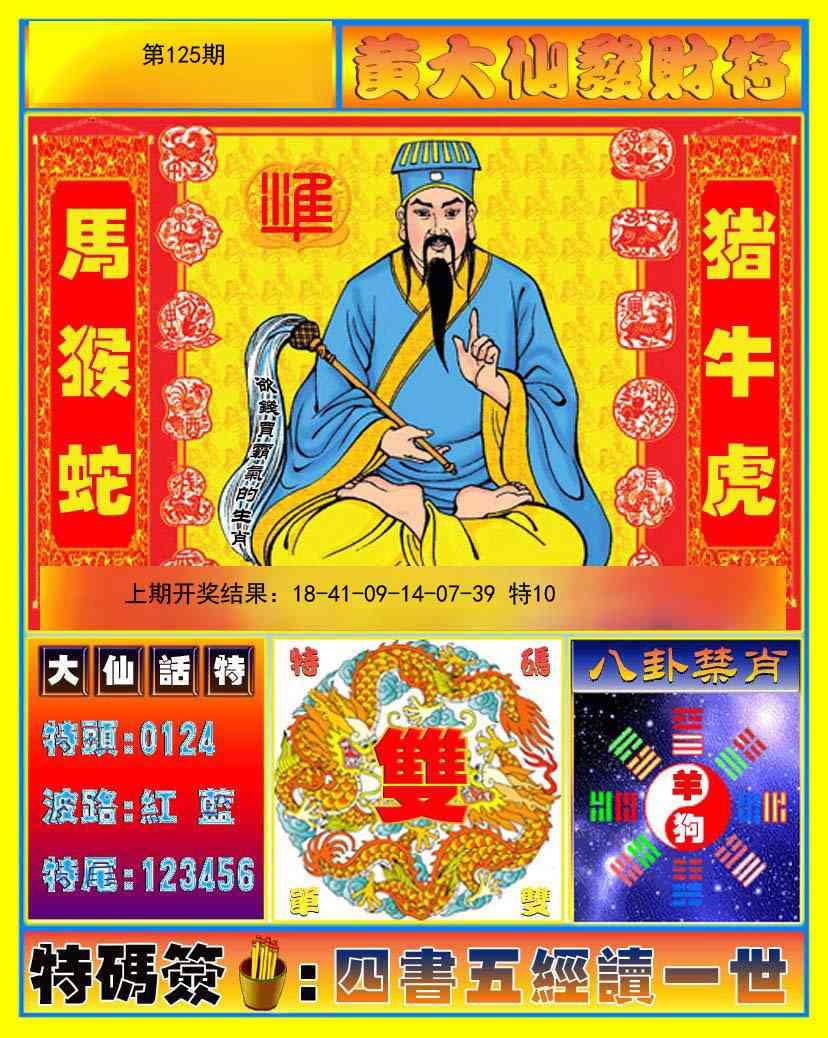 第125期
黄大仙發財符
馬
猴
蛇
猪
牛
虎
欲錢買霸氣的生肖
上期开奖结果：18-41-09-14-07-39 特10
大仙話特
特頭:0124
波路:紅 藍
特尾:123456
特 碼
雙
單 雙
八卦禁肖
羊
狗
特碼簽:四書五經讀一世